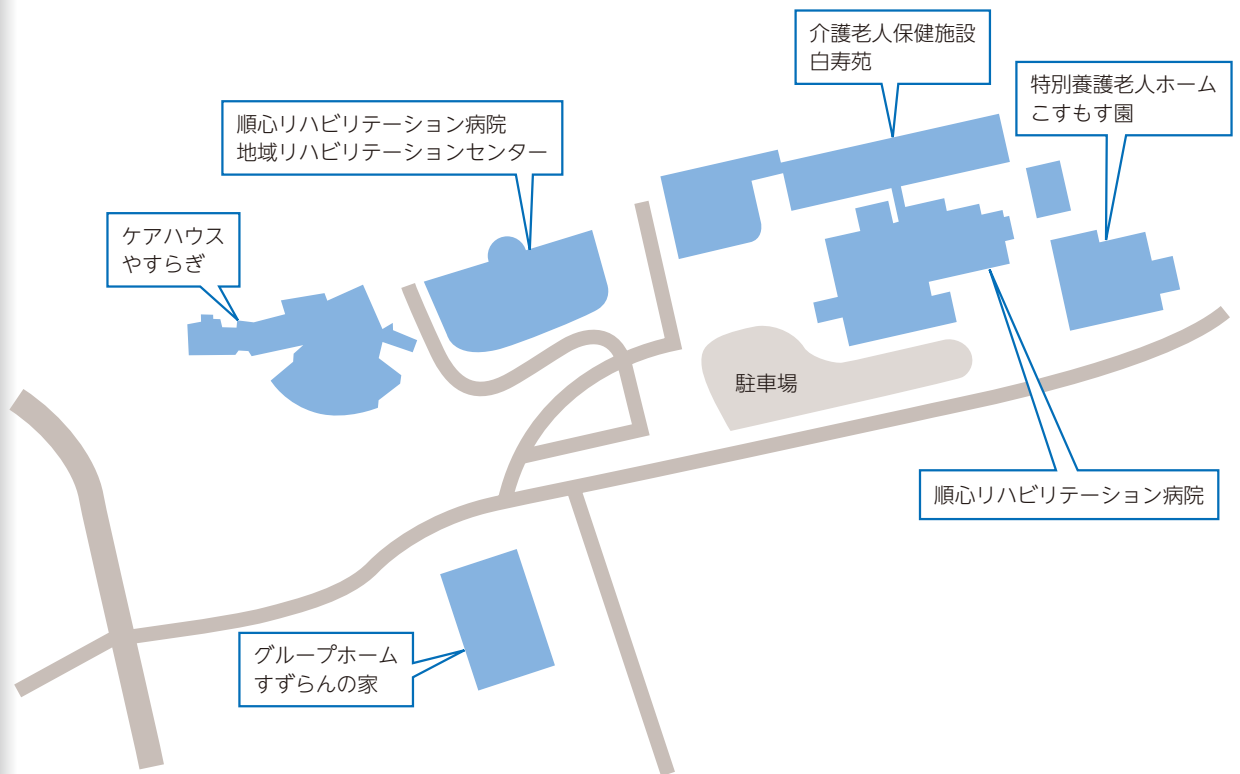 介護老人保健施設
白寿苑
特別養護老人ホーム
こすもす園
順心リハビリテーション病院
地域リハビリテーションセンター
ケアハウス
やすらぎ
駐車場
順心リハビリテーション病院
グループホーム
すずらんの家